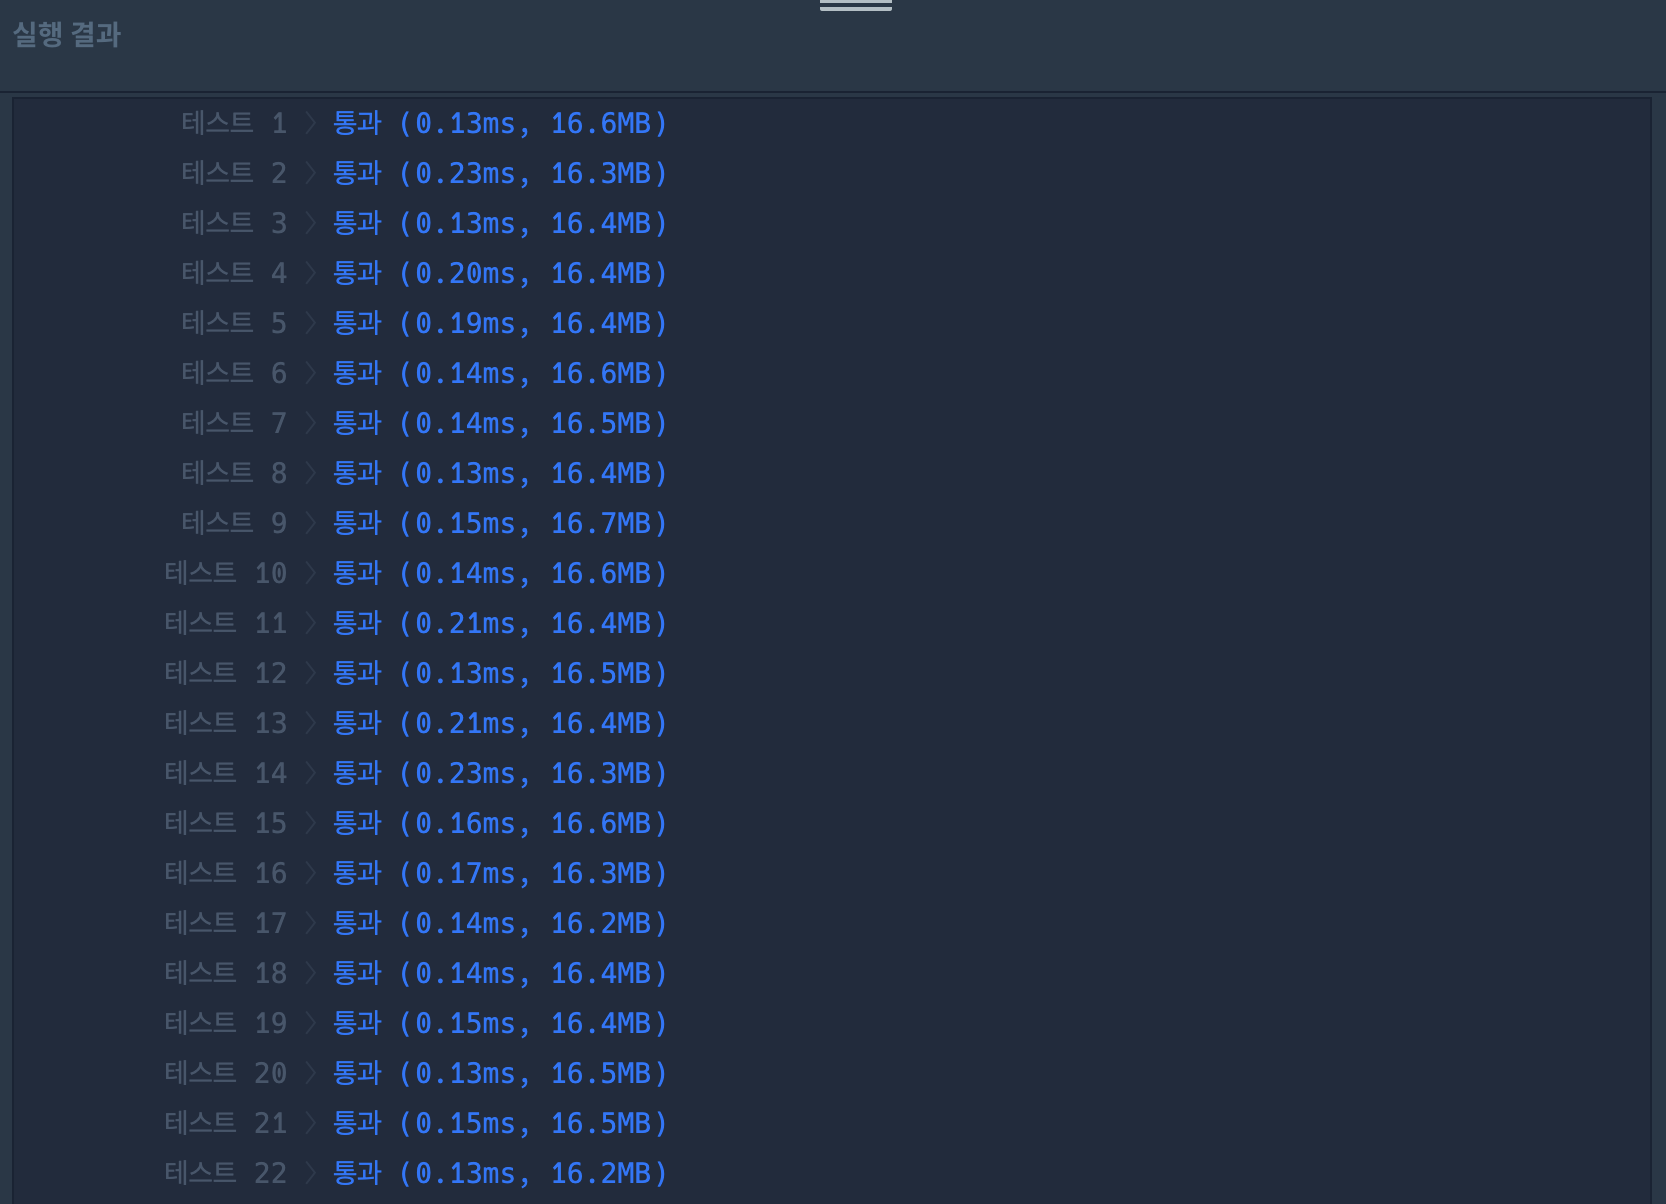 실행 결과
테스트 1 〉 통과 (0.13ms, 16.6MB)
테스트 2 〉 통과 (0.23ms, 16.3MB)
테스트 3 〉 통과 (0.13ms, 16.4MB)
테스트 4 〉 통과 (0.20ms, 16.4MB)
테스트 5 〉 통과 (0.19ms, 16.4MB)
테스트 6 〉 통과 (0.14ms, 16.6MB)
테스트 7 〉 통과 (0.14ms, 16.5MB)
테스트 8 〉 통과 (0.13ms, 16.4MB)
테스트 9 〉 통과 (0.15ms, 16.7MB)
테스트 10 〉 통과 (0.14ms, 16.6MB)
테스트 11 〉 통과 (0.21ms, 16.4MB)
테스트 12 〉 통과 (0.13ms, 16.5MB)
테스트 13 〉 통과 (0.21ms, 16.4MB)
테스트 14 〉 통과 (0.23ms, 16.3MB)
테스트 15 〉 통과 (0.16ms, 16.6MB)
테스트 16 〉 통과 (0.17ms, 16.3MB)
테스트 17 〉 통과 (0.14ms, 16.2MB)
테스트 18 〉 통과 (0.14ms, 16.4MB)
테스트 19 〉 통과 (0.15ms, 16.4MB)
테스트 20 〉 통과 (0.13ms, 16.5MB)
테스트 21 〉 통과 (0.15ms, 16.5MB)
테스트 22 〉 통과 (0.13ms, 16.2MB)